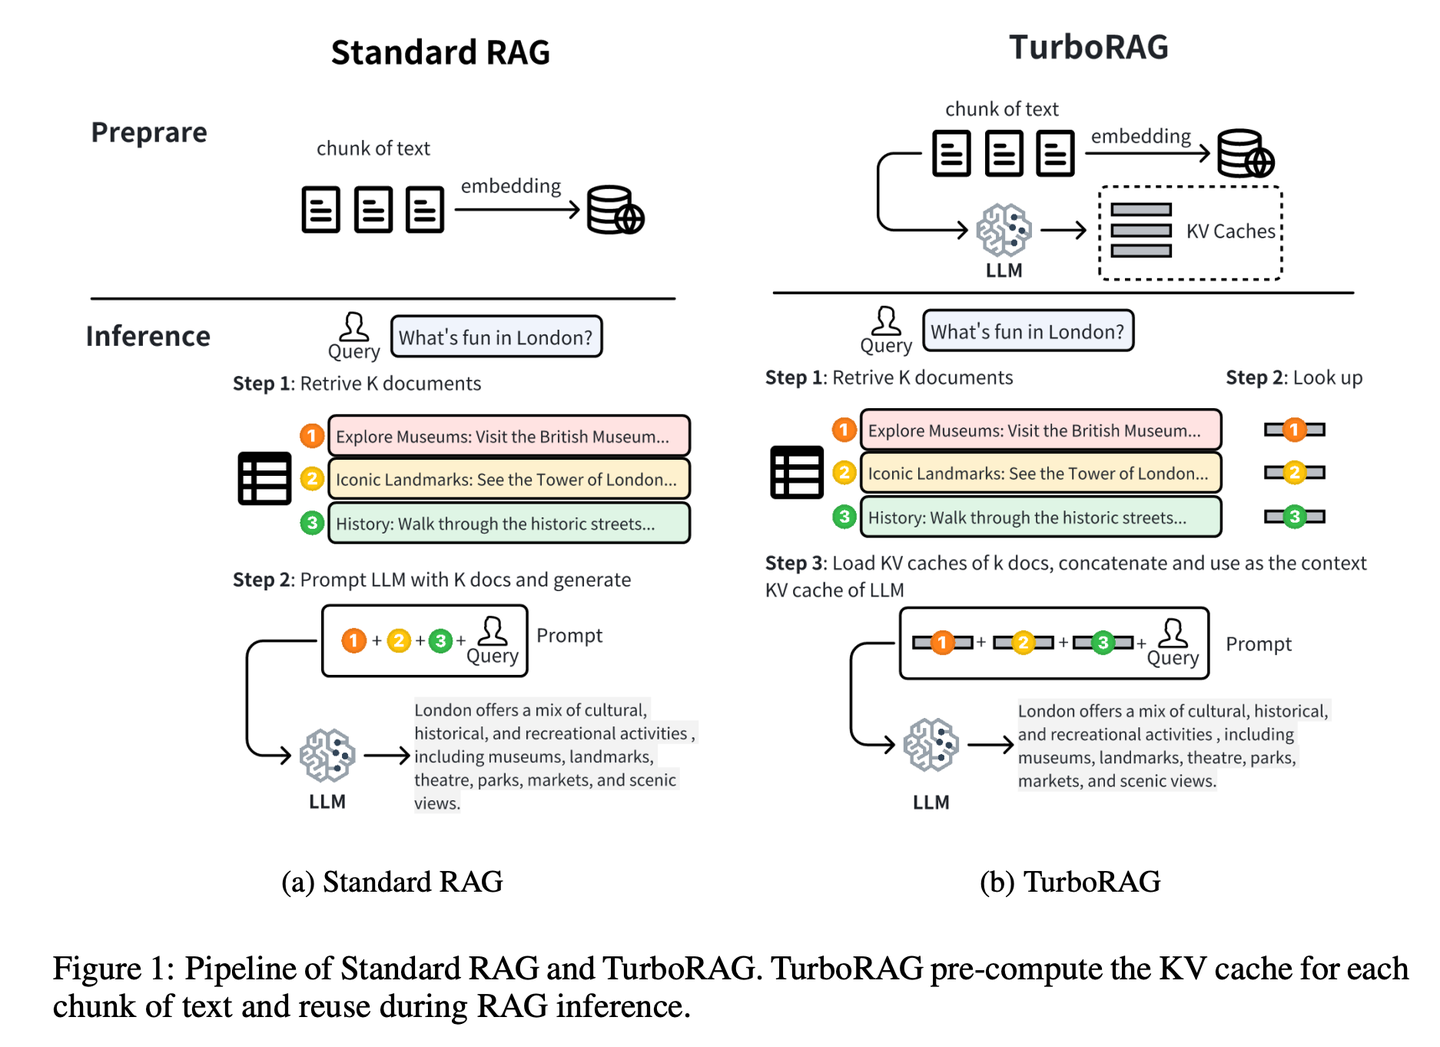 Standard RAG
Preprare
chunk of text
embedding
Inference
Query
What's fun in London?
Step 1: Retrive K documents
1
Explore Museums: Visit the British Museum...
2
Iconic Landmarks: See the Tower of London...
3
History: Walk through the historic streets...
Step 2: Prompt LLM with K docs and generate
1 + 2 + 3 +
Query
Prompt
LLM
London offers a mix of cultural,
historical, and recreational activities ,
including museums, landmarks,
theatre, parks, markets, and scenic
views.
(a) Standard RAG
TurboRAG
chunk of text
embedding
LLM
KV Caches
Query
What's fun in London?
Step 1: Retrive K documents
Step 2: Look up
1
Explore Museums: Visit the British Museum...
1
2
Iconic Landmarks: See the Tower of London...
2
3
History: Walk through the historic streets...
3
Step 3: Load KV caches of k docs, concatenate and use as the context
KV cache of LLM
1 + 2 + 3 +
Query
Prompt
LLM
London offers a mix of cultural, historical,
and recreational activities , including
museums, landmarks, theatre, parks,
markets, and scenic views.
(b) TurboRAG
Figure 1: Pipeline of Standard RAG and TurboRAG. TurboRAG pre-compute the KV cache for each
chunk of text and reuse during RAG inference.